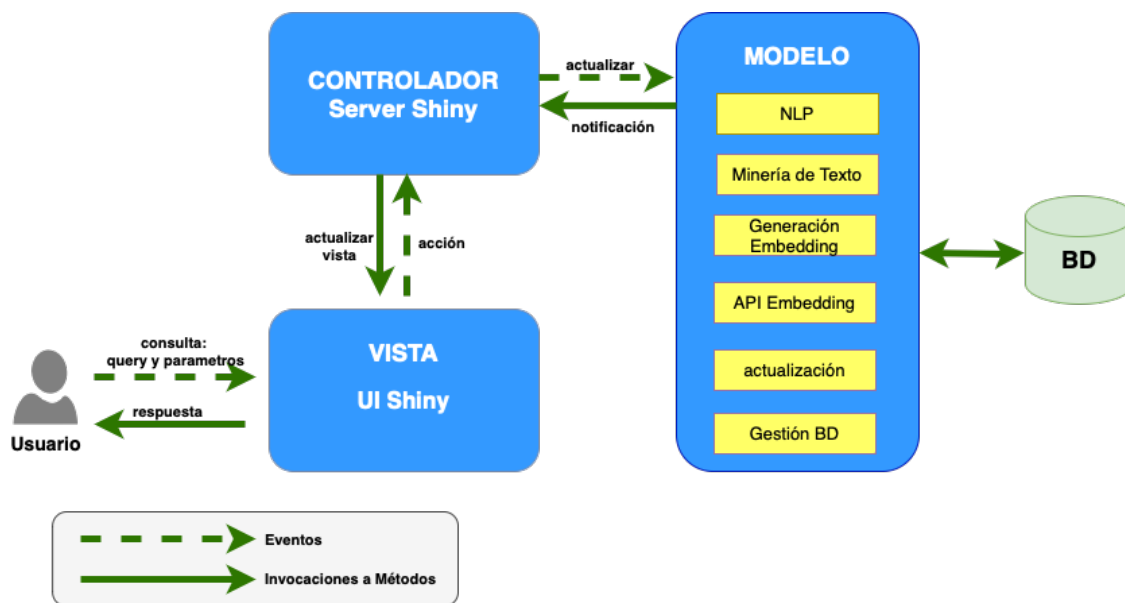 CONTROLADOR
Server Shiny
actualizar
notificación
MODELO
NLP
Minería de Texto
Generación
Embedding
API Embedding
actualización
Gestión BD
BD
actualizar
vista
acción
VISTA
UI Shiny
consulta:
query y parametros
respuesta
Usuario
Eventos
Invocaciones a Métodos